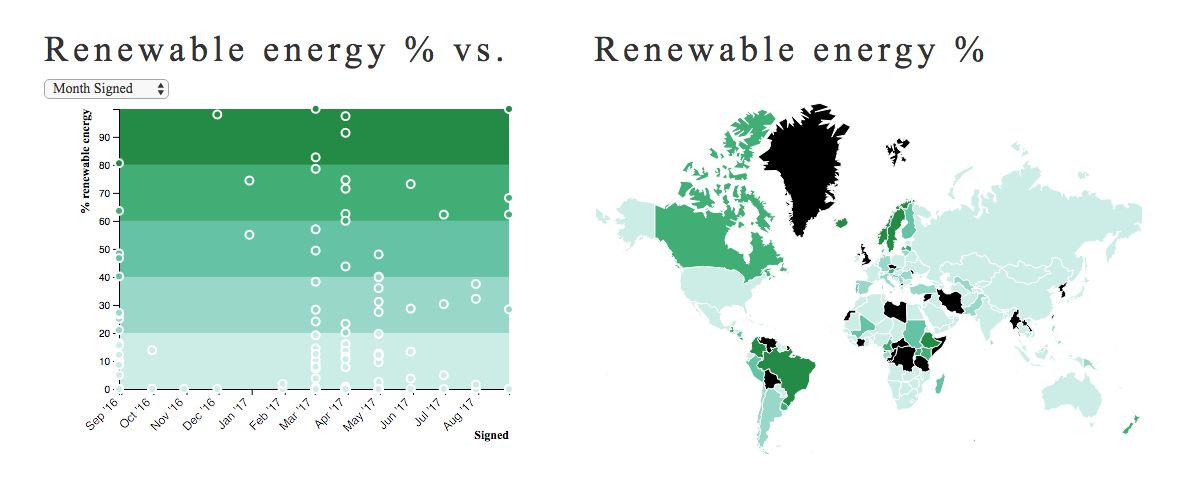 Renewable energy % vs.
Month Signed
% renewable energy
90
80
70
60
50
40
30
20
10
0
Sep '16
Oct '16
Nov '16
Dec '16
Jan '17
Feb '17
Mar '17
Apr '17
May '17
Jun '17
Jul '17
Aug '17
Signed
Renewable energy %